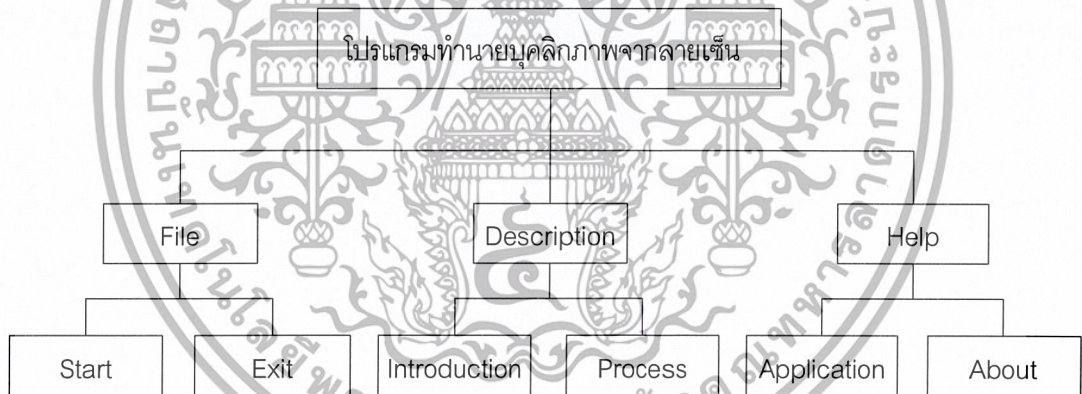 โปรแกรมทำนายบุคลิกภาพจากลายเซ็น
File
Description
Help
Start
Exit
Introduction
Process
Application
About